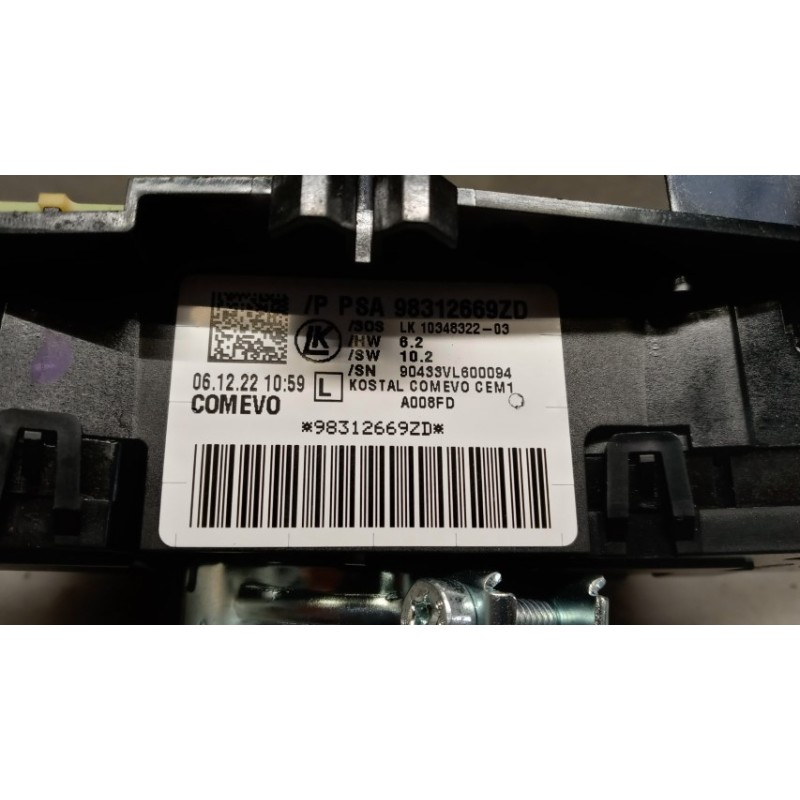 /P PSA 98312669ZD
LK
/SOS LK 10348322-03
/HW 6.2
/SW 10.2
/SN 90433VL600094
06.12.22 10:59 L KOSTAL COMEVO CEM1
COMEVO A008FD
*98312669ZD*